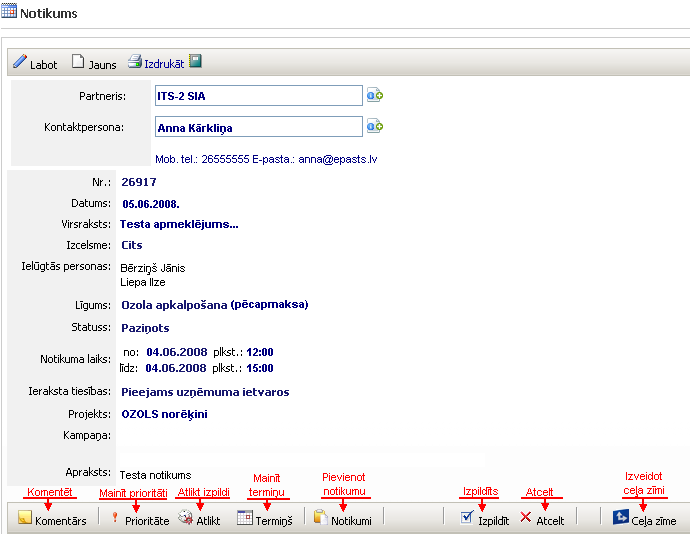 Notikums
Labot Jauns Izdrukāt
Partneris: ITS-2 SIA
Kontaktpersona: Anna Kārkliņa
Mob. tel.: 26555555 E-pasta.: anna@epasts.lv
Nr.: 26917
Datums: 05.06.2008.
Virsraksts: Testa apmeklējums...
Izcelsme: Cits
Ielūgtās personas: Bērziņš Jānis
Liepa Ilze
Līgums: Ozola apkalpošana (pēcapmaksa)
Statuss: Paziņots
Notikuma laiks: no: 04.06.2008 plkst.: 12:00
līdz: 04.06.2008 plkst.: 15:00
Ieraksta tiesības: Pieejams uzņēmuma ietvaros
Projekts: OZOLS norēķini
Kampaņa:
Apraksts: Testa notikums
Komentēt Mainīt prioritāti Atlikt izpildi Mainīt termiņu Pievienot notikumu Izpildīts Atcelt Izveidot ceļa zīmi
Komentārs Prioritāte Atlikt Termiņš Notikumi Izpildīt Atcelt Ceļa zīme